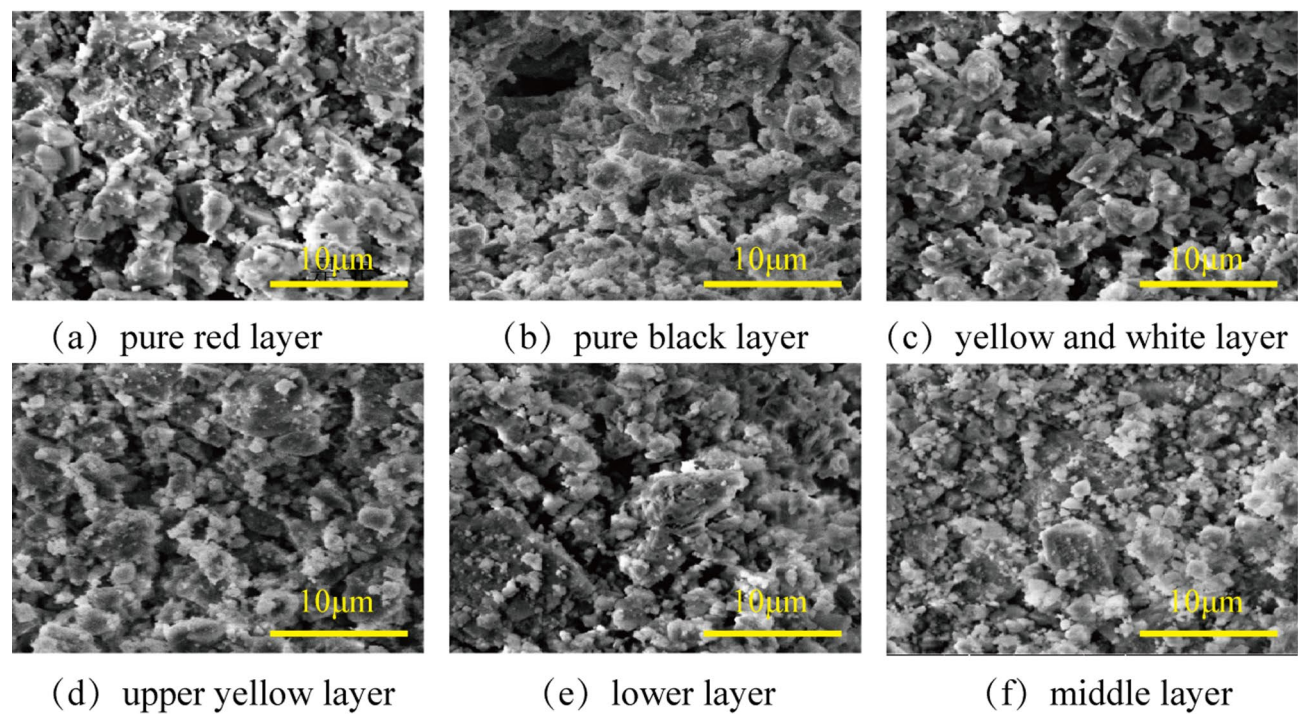 10μm
10μm
10μm
(a) pure red layer
(b) pure black layer
(c) yellow and white layer
10μm
10μm
10μm
(d) upper yellow layer
(e) lower layer
(f) middle layer